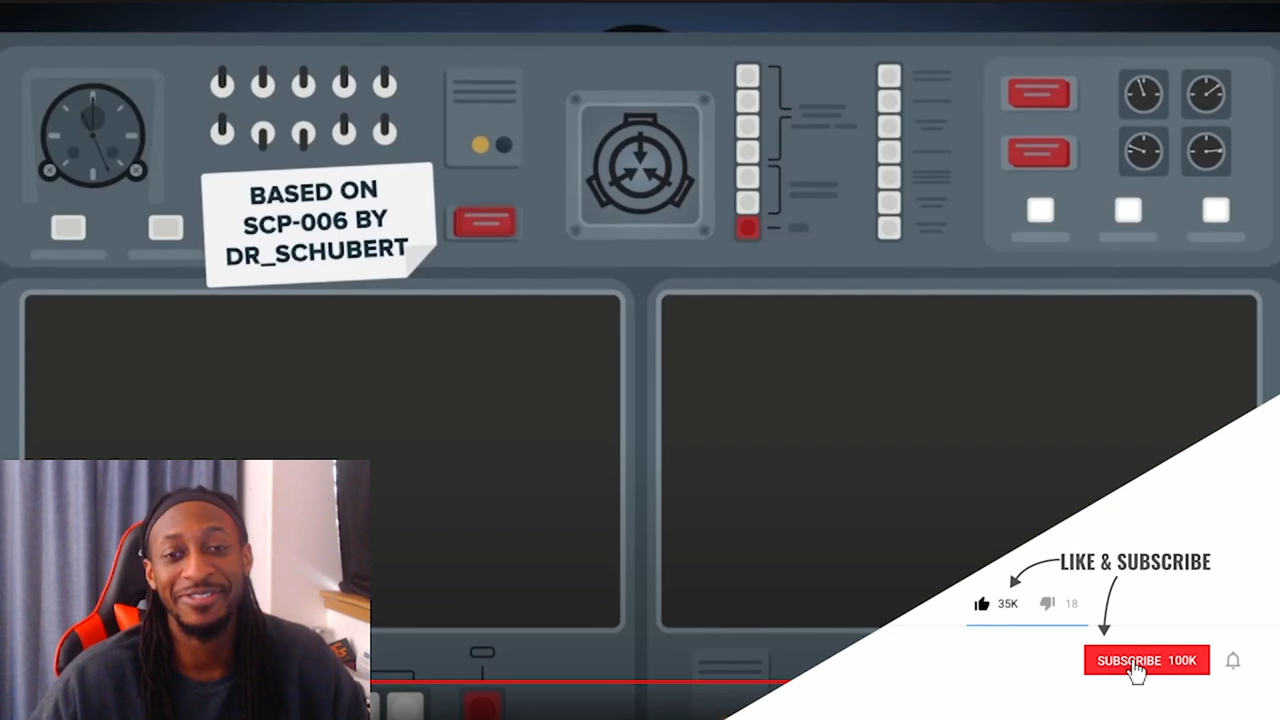 BASED ON
SCP-006 BY
DR_SCHUBERT
LIKE & SUBSCRIBE
35K 18
SUBSCRIBE 100K